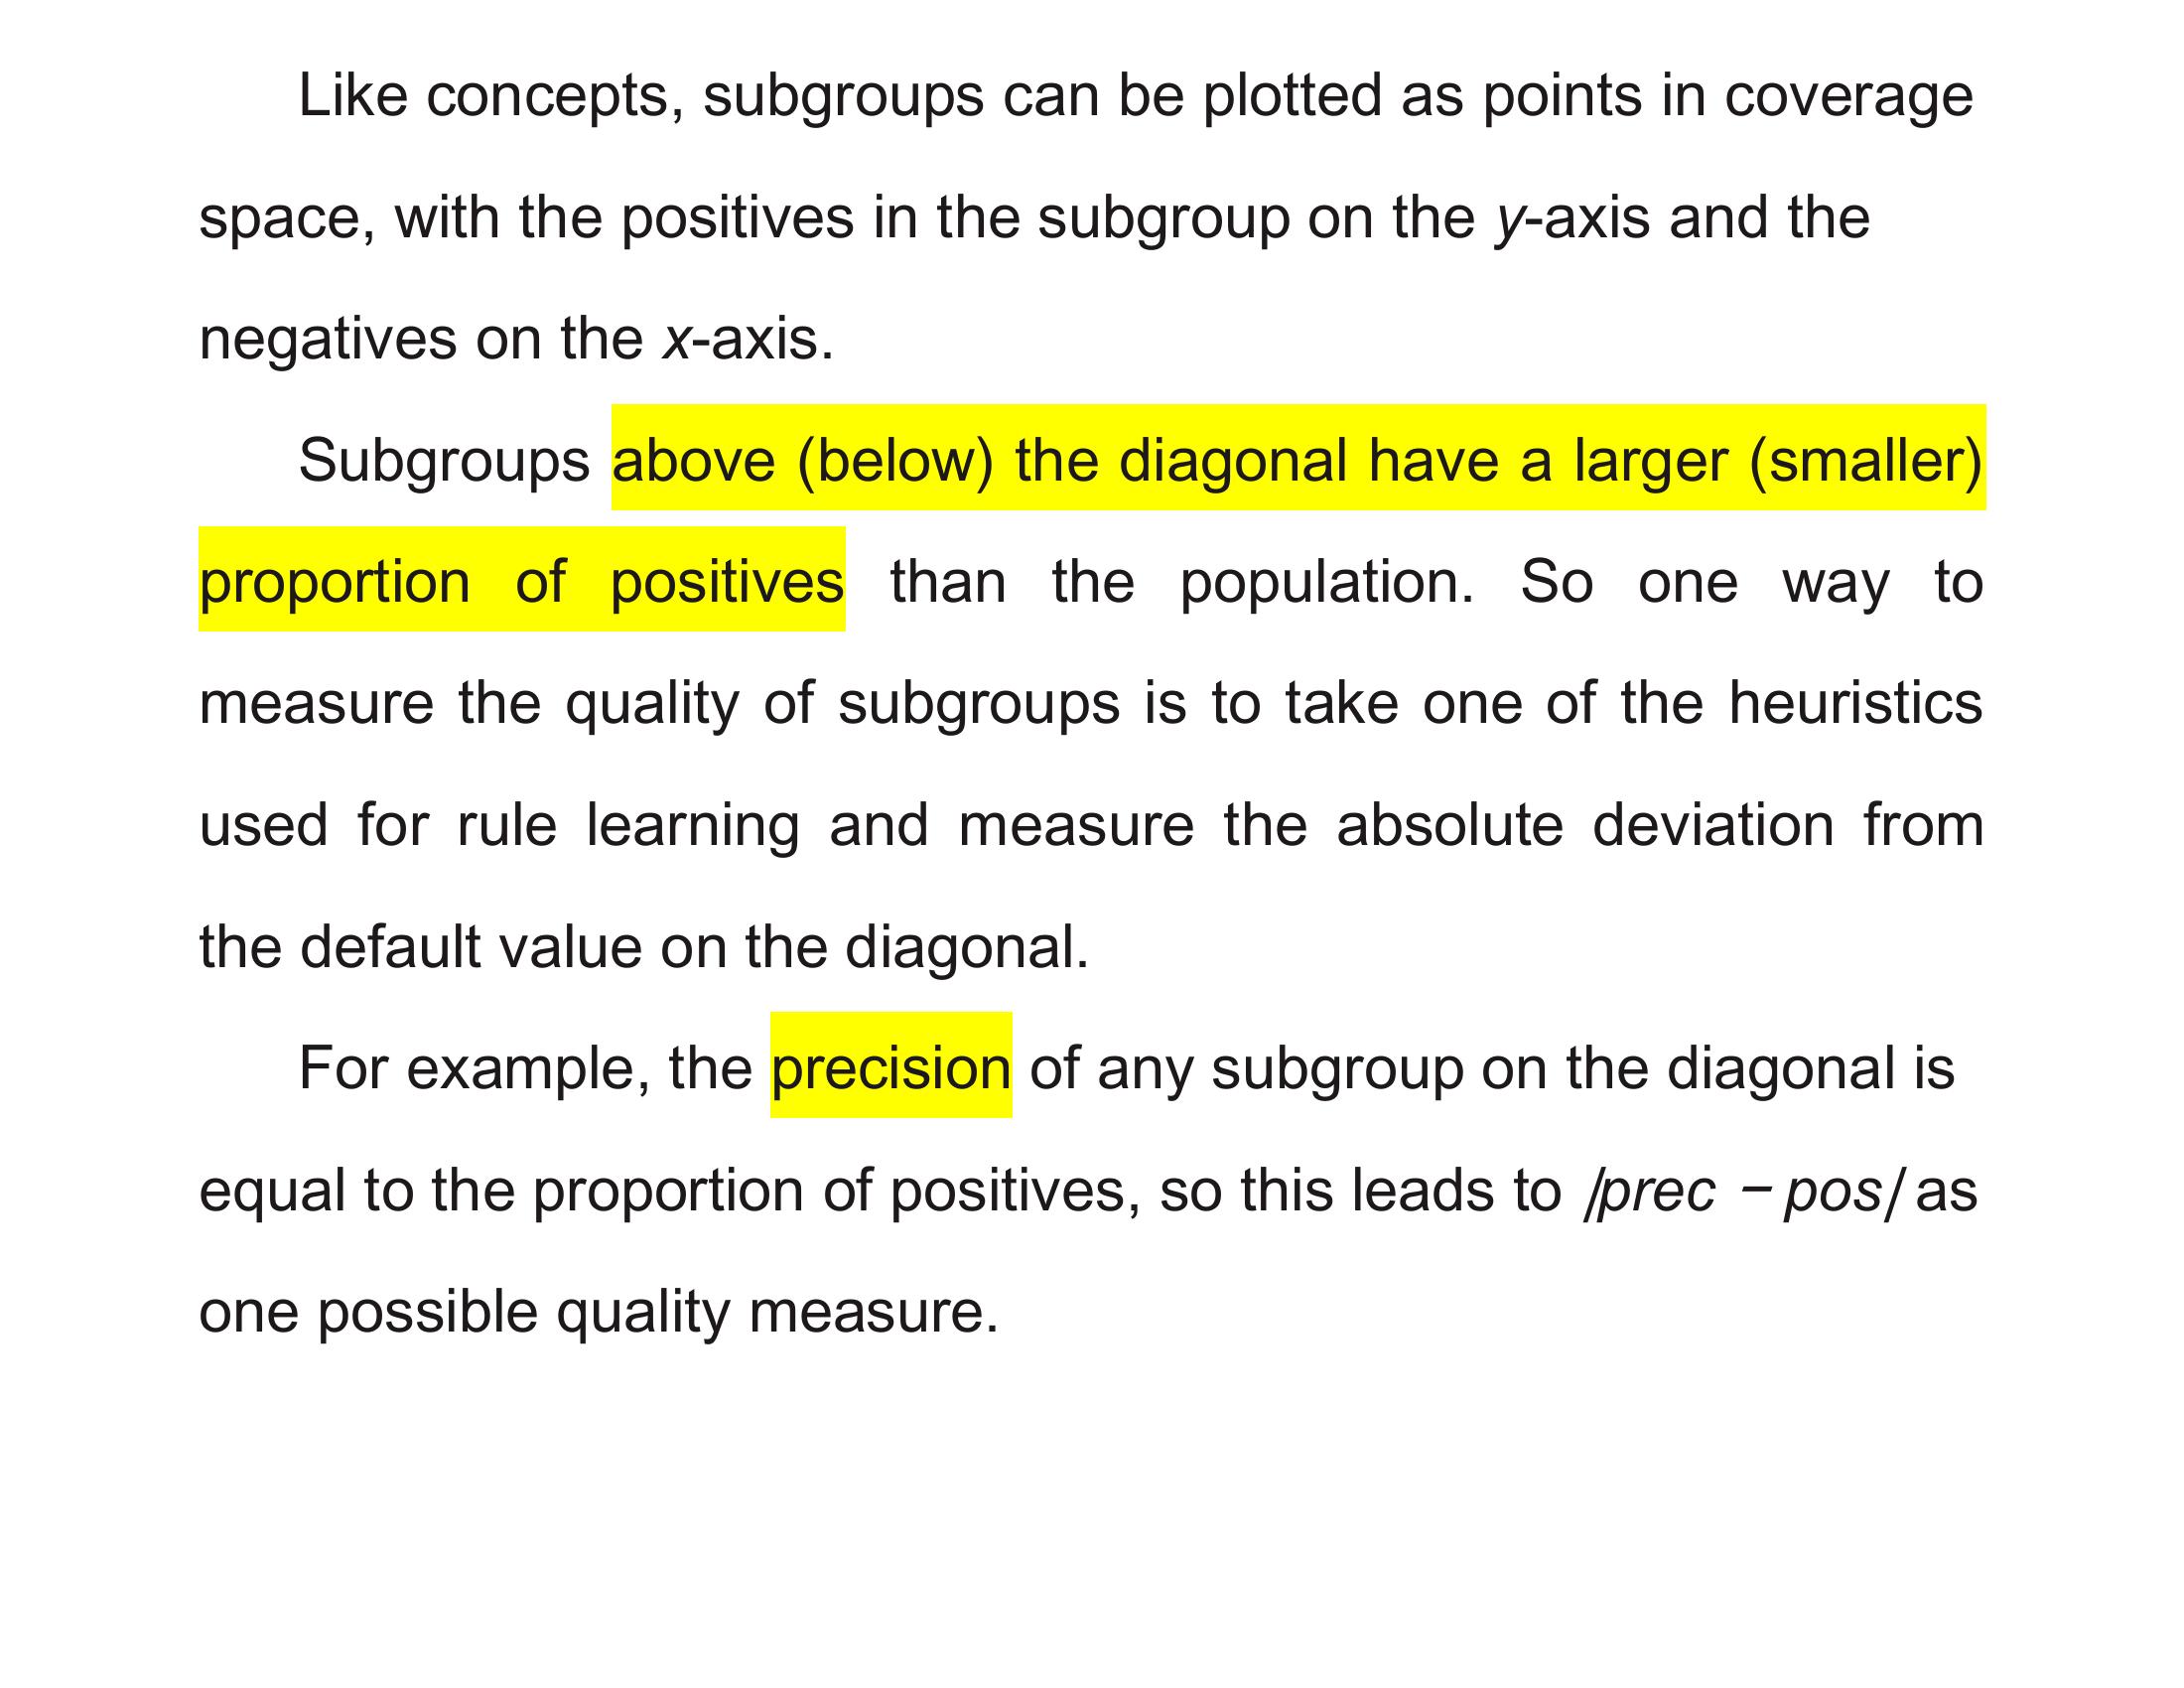 Like concepts, subgroups can be plotted as points in coverage
space, with the positives in the subgroup on the y-axis and the
negatives on the x-axis.
Subgroups above (below) the diagonal have a larger (smaller)
proportion of positives than the population. So one way to
measure the quality of subgroups is to take one of the heuristics
used for rule learning and measure the absolute deviation from
the default value on the diagonal.
For example, the precision of any subgroup on the diagonal is
equal to the proportion of positives, so this leads to |prec − pos| as
one possible quality measure.